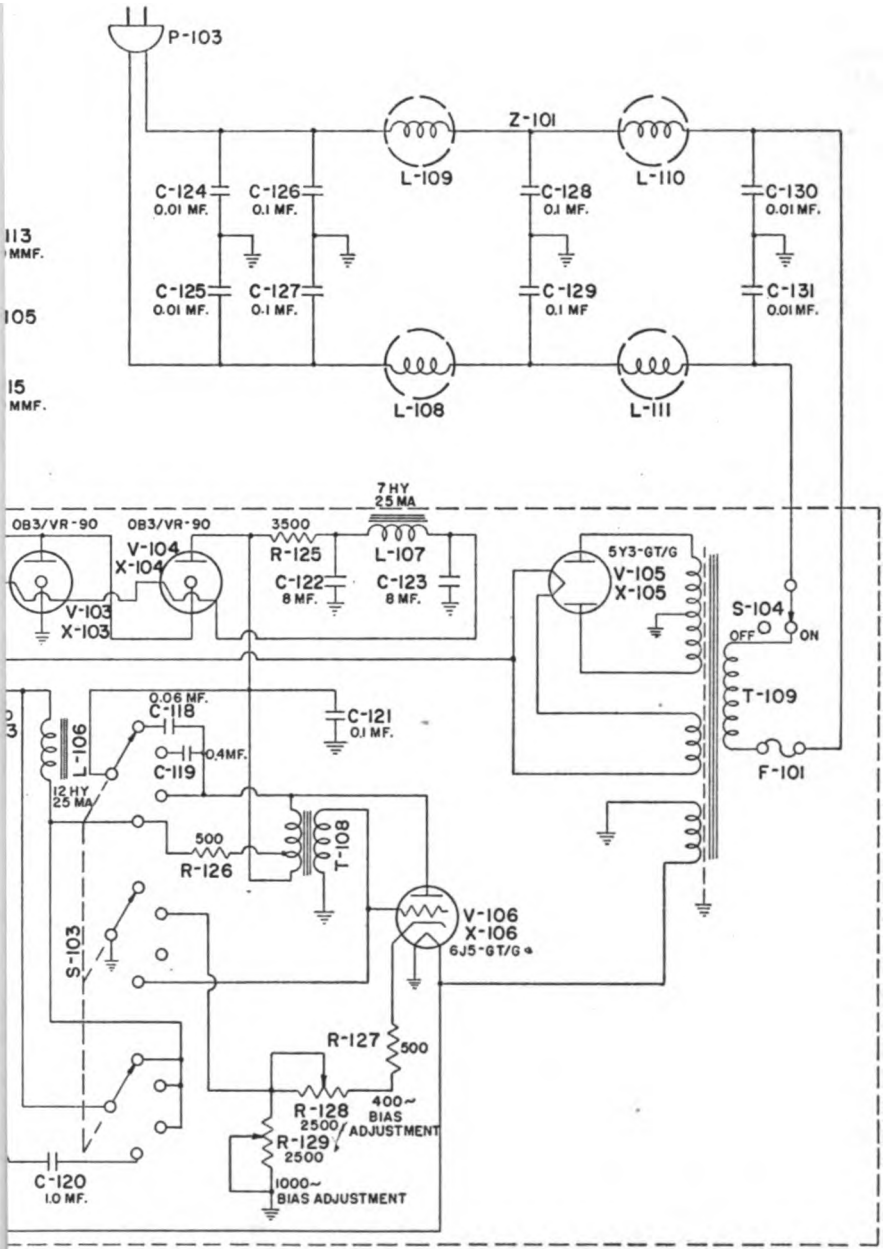 P-103
Z-101
L-109
L-110
C-124
0.01 MF.
C-126
0.1 MF.
C-128
0.1 MF.
C-130
0.01 MF.
113
MMF.
C-125
0.01 MF.
C-127
0.1 MF.
C-129
0.1 MF
C-131
0.01 MF.
105
15
MMF.
L-108
L-111
7 HY
25 MA
OB3/VR-90
OB3/VR-90
3500
R-125
L-107
V-104
X-104
C-122
8 MF.
C-123
8 MF.
5Y3-GT/G
V-105
X-105
V-103
X-103
S-104
OFF
ON
T-109
F-101
0.06 MF.
C-118
C-121
0.1 MF.
3
L-106
0.4MF.
C-119
12 HY
25 MA
500
R-126
T-108
V-106
X-106
6J5-GT/G
S-103
R-127
500
R-128
2500
400~
BIAS
ADJUSTMENT
R-129
2500
C-120
1.0 MF.
1000~
BIAS ADJUSTMENT